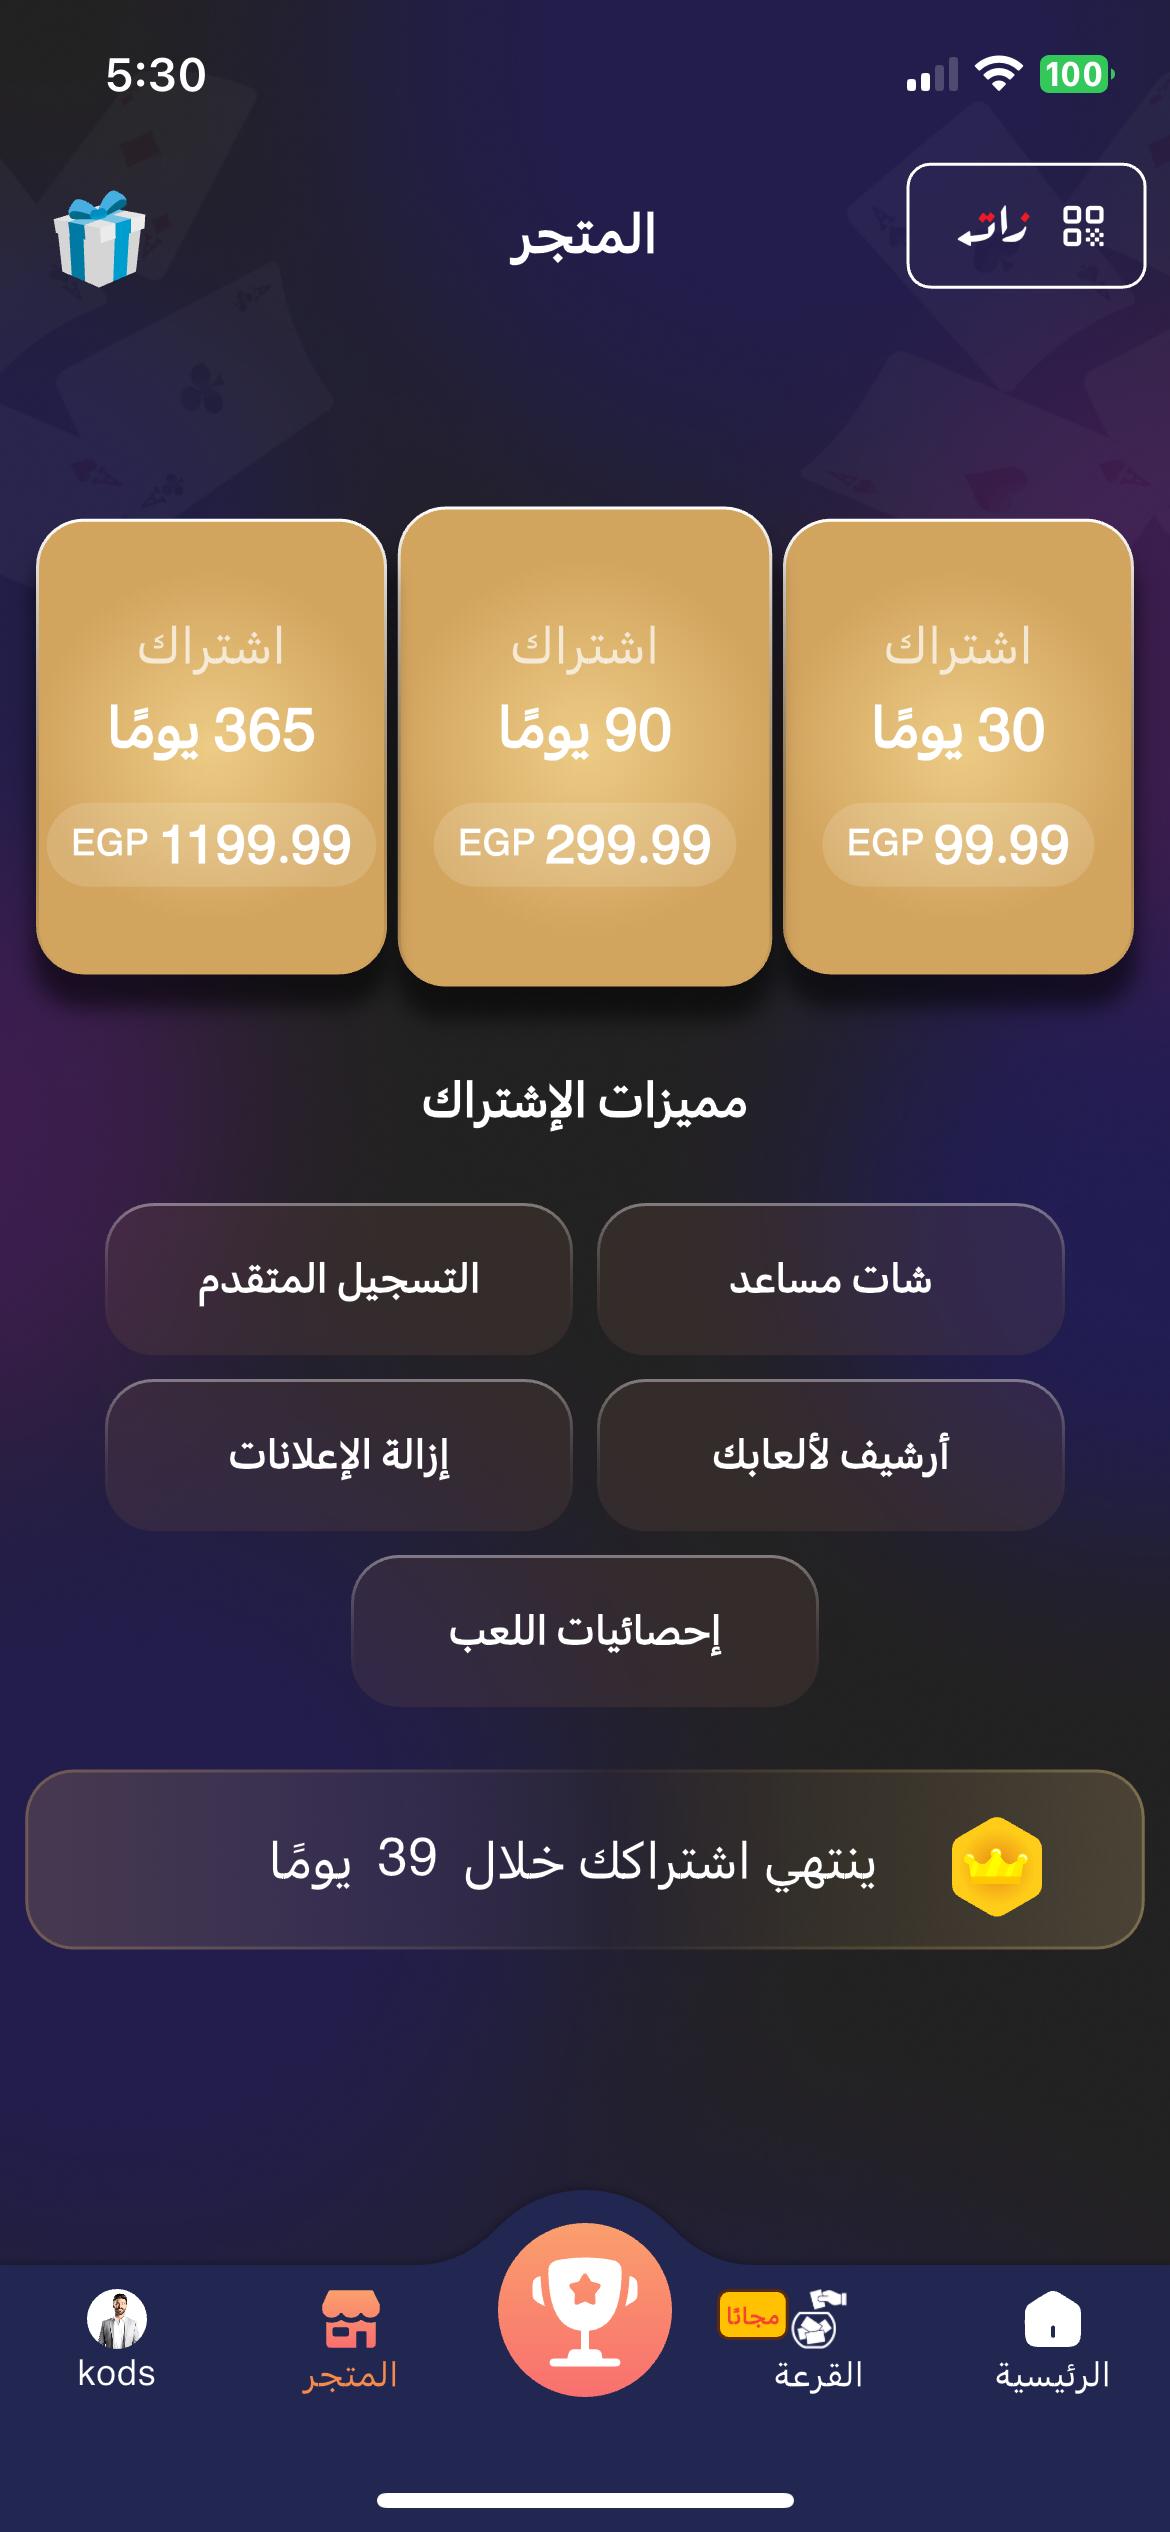 5:30
100
زات
المتجر
اشتراك
30 يومًا
EGP 99.99
اشتراك
90 يومًا
EGP 299.99
اشتراك
365 يومًا
EGP 1199.99
مميزات الإشتراك
شات مساعد
التسجيل المتقدم
أرشيف لألعابك
إزالة الإعلانات
إحصائيات اللعب
ينتهي اشتراكك خلال 39 يومًا
الرئيسية
مجانًا
القرعة
المتجر
kods